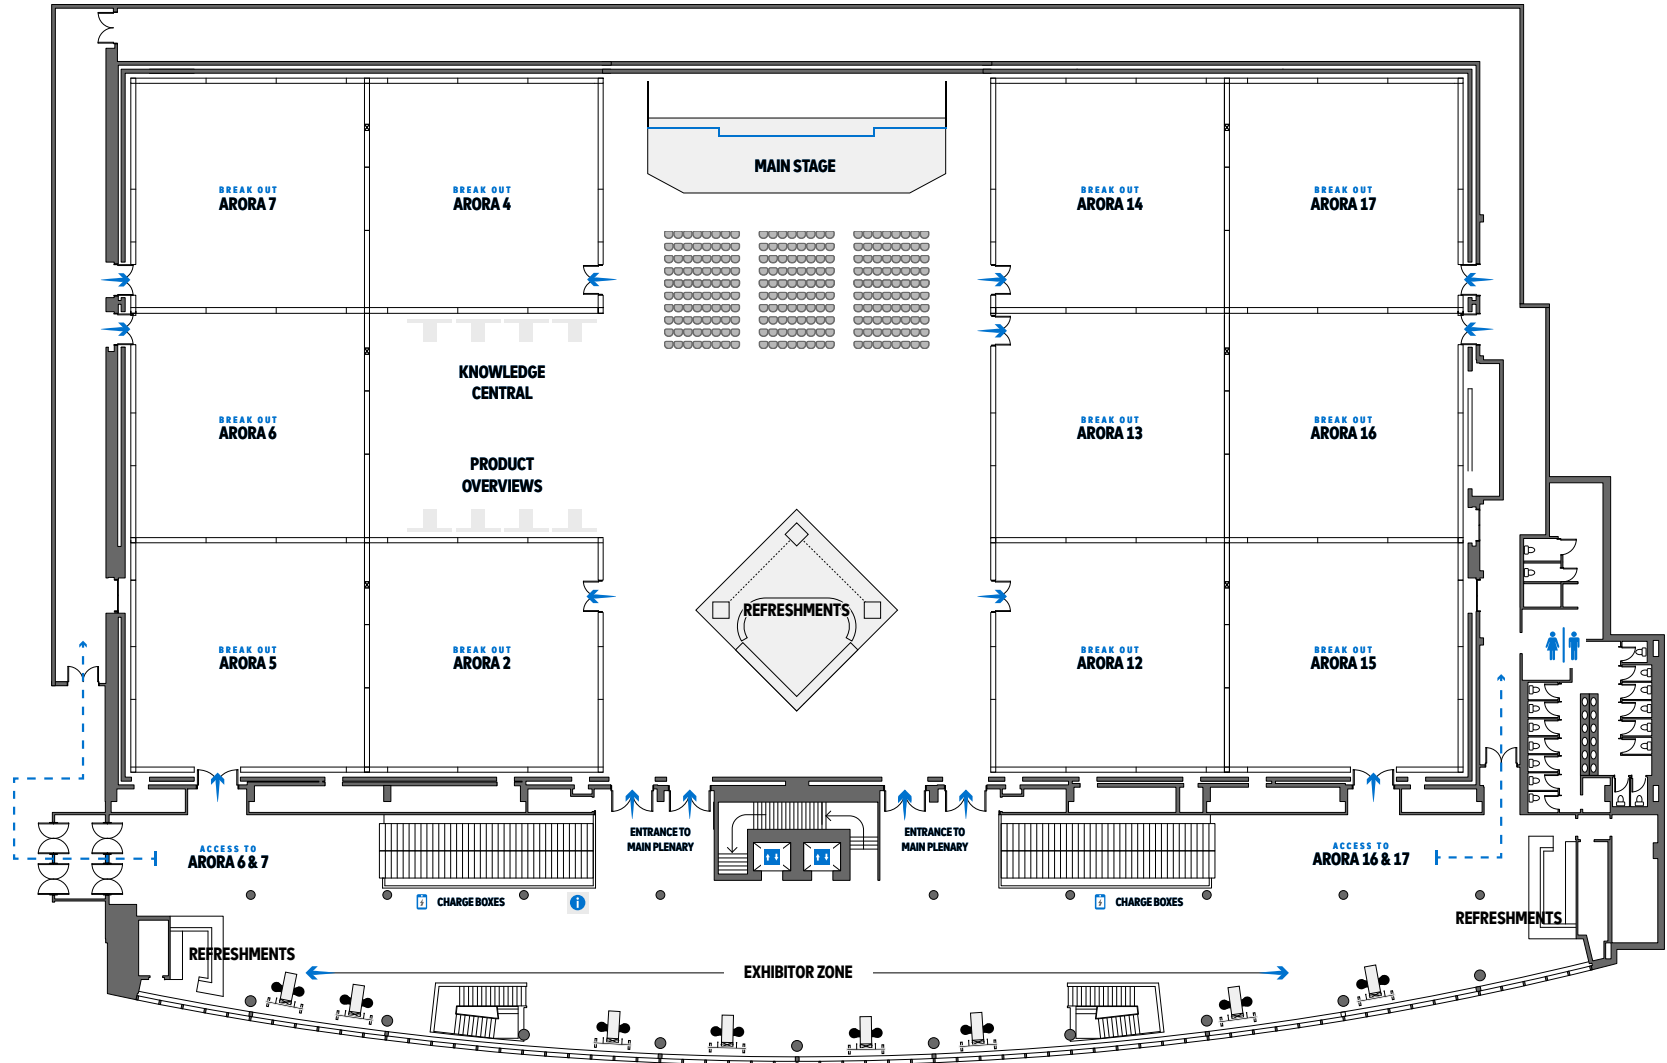 MAIN STAGE
BREAK OUT
ARORA 7
BREAK OUT
ARORA 4
BREAK OUT
ARORA 14
BREAK OUT
ARORA 17
KNOWLEDGE
CENTRAL
BREAK OUT
ARORA 6
BREAK OUT
ARORA 13
BREAK OUT
ARORA 16
PRODUCT
OVERVIEWS
REFRESHMENTS
BREAK OUT
ARORA 5
BREAK OUT
ARORA 2
BREAK OUT
ARORA 12
BREAK OUT
ARORA 15
ENTRANCE TO
MAIN PLENARY
ENTRANCE TO
MAIN PLENARY
ACCESS TO
ARORA 6 & 7
ACCESS TO
ARORA 16 & 17
CHARGE BOXES
i
CHARGE BOXES
REFRESHMENTS
REFRESHMENTS
EXHIBITOR ZONE